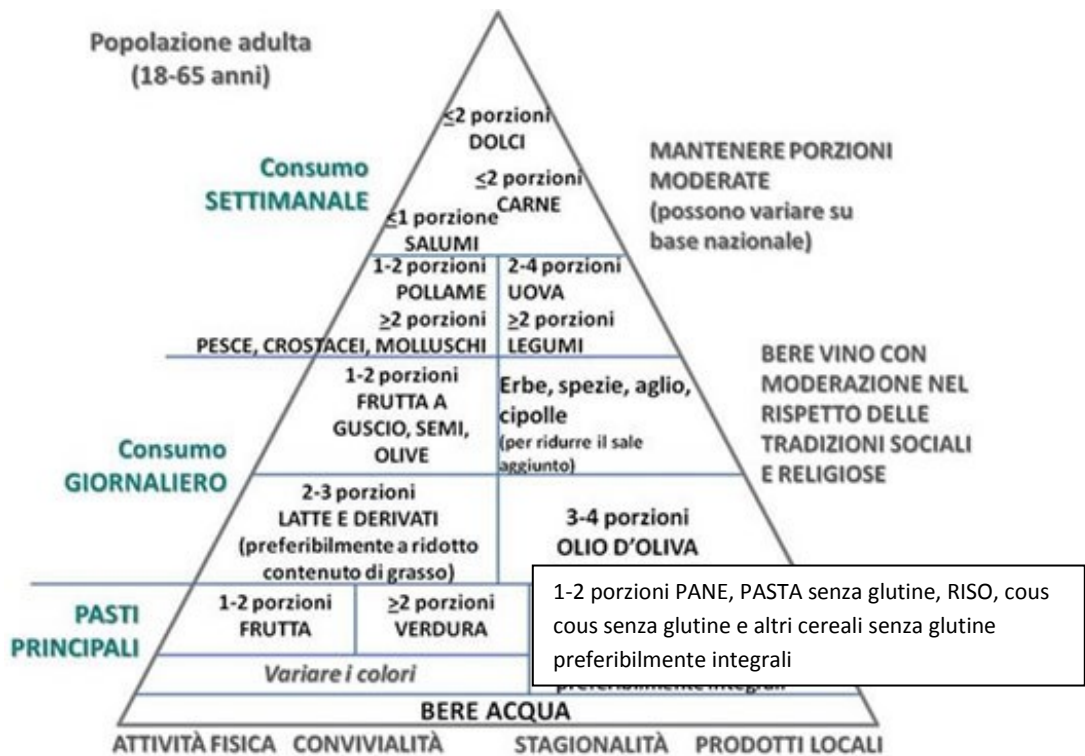 Popolazione adulta
(18-65 anni)
≤2 porzioni
DOLCI
Consumo
SETTIMANALE
≤2 porzioni
CARNE
≤1 porzione
SALUMI
MANTENERE PORZIONI
MODERATE
(possono variare su
base nazionale)
1-2 porzioni
POLLAME
≥2 porzioni
PESCE, CROSTACEI, MOLLUSCHI
2-4 porzioni
UOVA
≥2 porzioni
LEGUMI
BERE VINO CON
MODERAZIONE NEL
RISPETTO DELLE
TRADIZIONI SOCIALI
E RELIGIOSE
Consumo
GIORNALIERO
1-2 porzioni
FRUTTA A
GUSCIO, SEMI,
OLIVE
Erbe, spezie, aglio,
cipolle
(per ridurre il sale
aggiunto)
2-3 porzioni
LATTE E DERIVATI
(preferibilmente a ridotto
contenuto di grasso)
3-4 porzioni
OLIO D'OLIVA
PASTI
PRINCIPALI
1-2 porzioni
FRUTTA
≥2 porzioni
VERDURA
1-2 porzioni PANE, PASTA senza glutine, RISO, cous
cous senza glutine e altri cereali senza glutine
preferibilmente integrali
Variare i colori
preferibilmente integrali
BERE ACQUA
ATTIVITÀ FISICA CONVIVIALITÀ STAGIONALITÀ PRODOTTI LOCALI